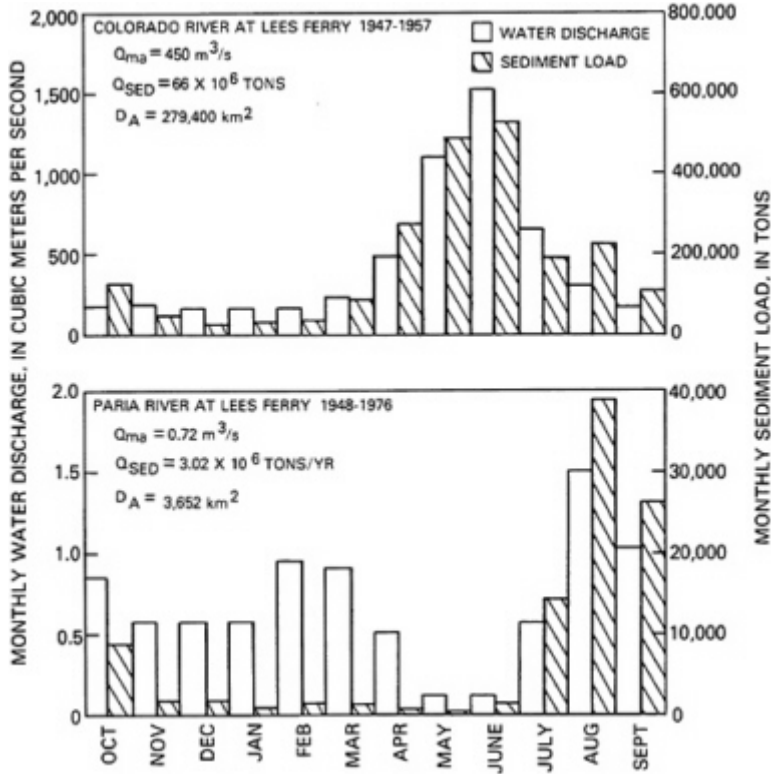 COLORADO RIVER AT LEES FERRY 1947-1957
Qma = 450 m³/s
QSED = 66 X 10⁶ TONS
DA = 279,400 km²
WATER DISCHARGE
SEDIMENT LOAD
2,000
1,500
1,000
500
0
800,000
600,000
400,000
200,000
0
PARIA RIVER AT LEES FERRY 1948-1976
Qma = 0.72 m³/s
QSED = 3.02 X 10⁶ TONS/YR
DA = 3,652 km²
2.0
1.5
1.0
0.5
0
40,000
30,000
20,000
10,000
0
OCT
NOV
DEC
JAN
FEB
MAR
APR
MAY
JUNE
JULY
AUG
SEPT
MONTHLY WATER DISCHARGE, IN CUBIC METERS PER SECOND
MONTHLY SEDIMENT LOAD, IN TONS